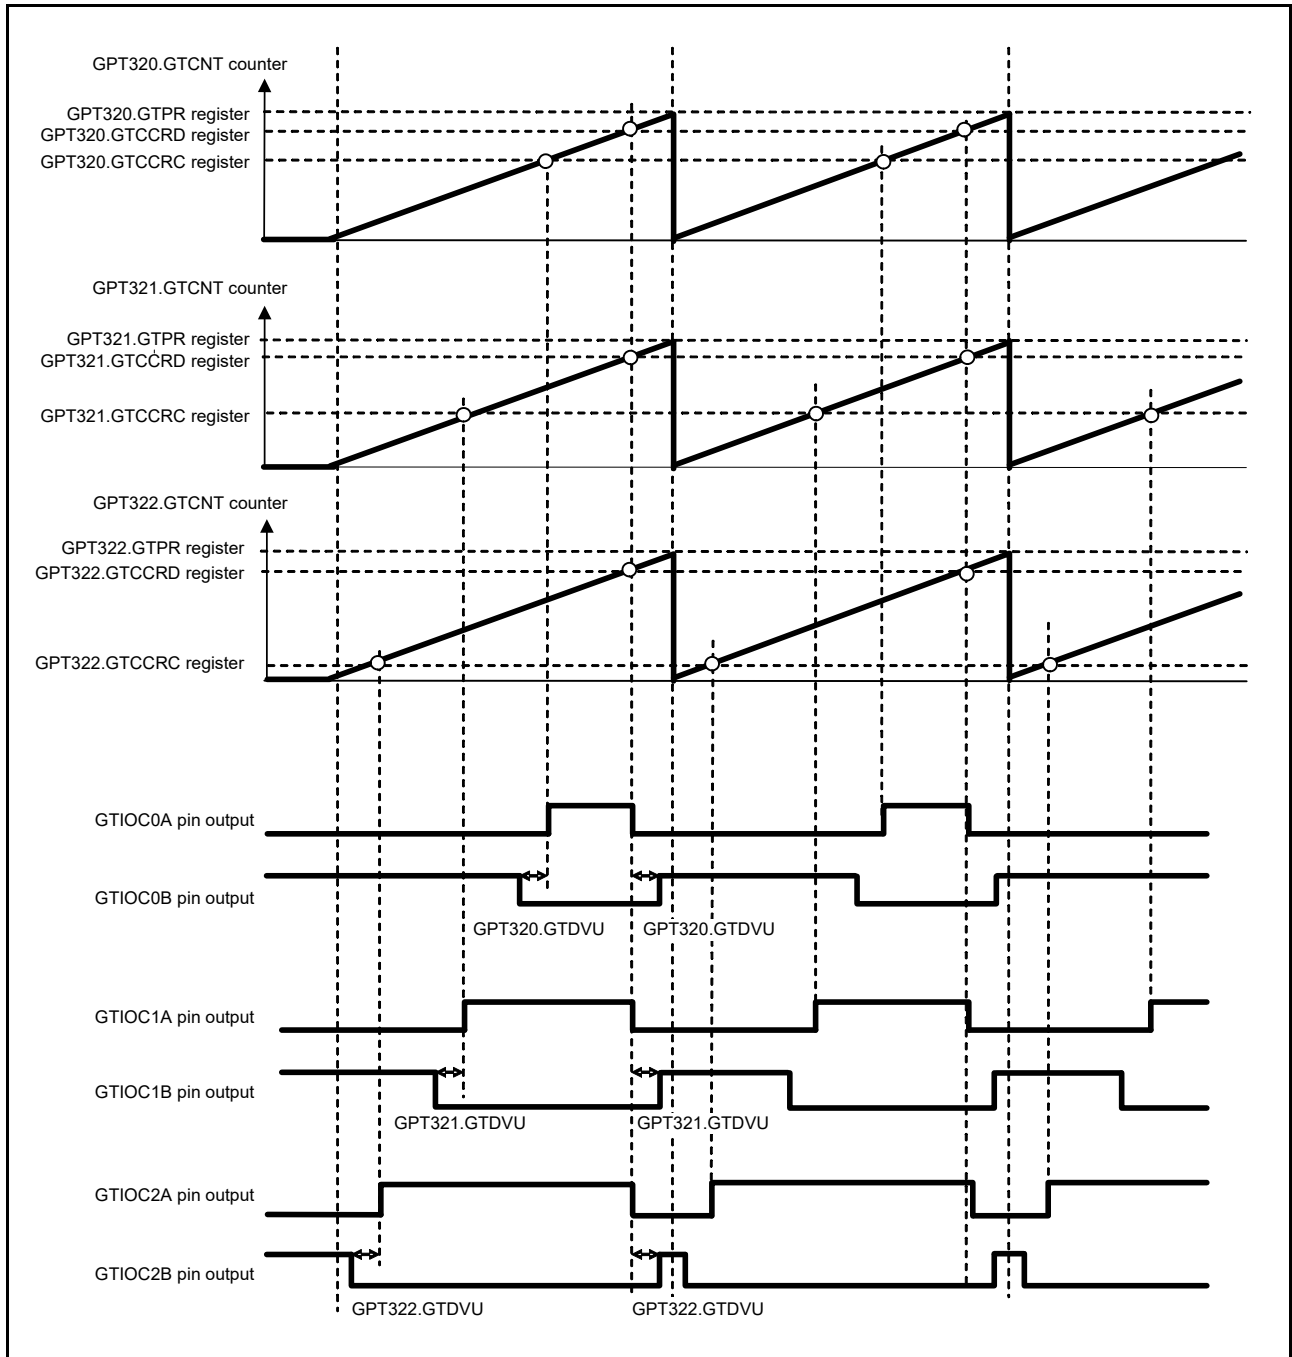 GPT320.GTCNT counter
GPT320.GTPR register
GPT320.GTCCRD register
GPT320.GTCCRC register
GPT321.GTCNT counter
GPT321.GTPR register
GPT321.GTCCRD register
GPT321.GTCCRC register
GPT322.GTCNT counter
GPT322.GTPR register
GPT322.GTCCRD register
GPT322.GTCCRC register
GTIOC0A pin output
GTIOC0B pin output
GPT320.GTDVU GPT320.GTDVU
GTIOC1A pin output
GTIOC1B pin output
GPT321.GTDVU GPT321.GTDVU
GTIOC2A pin output
GTIOC2B pin output
GPT322.GTDVU GPT322.GTDVU